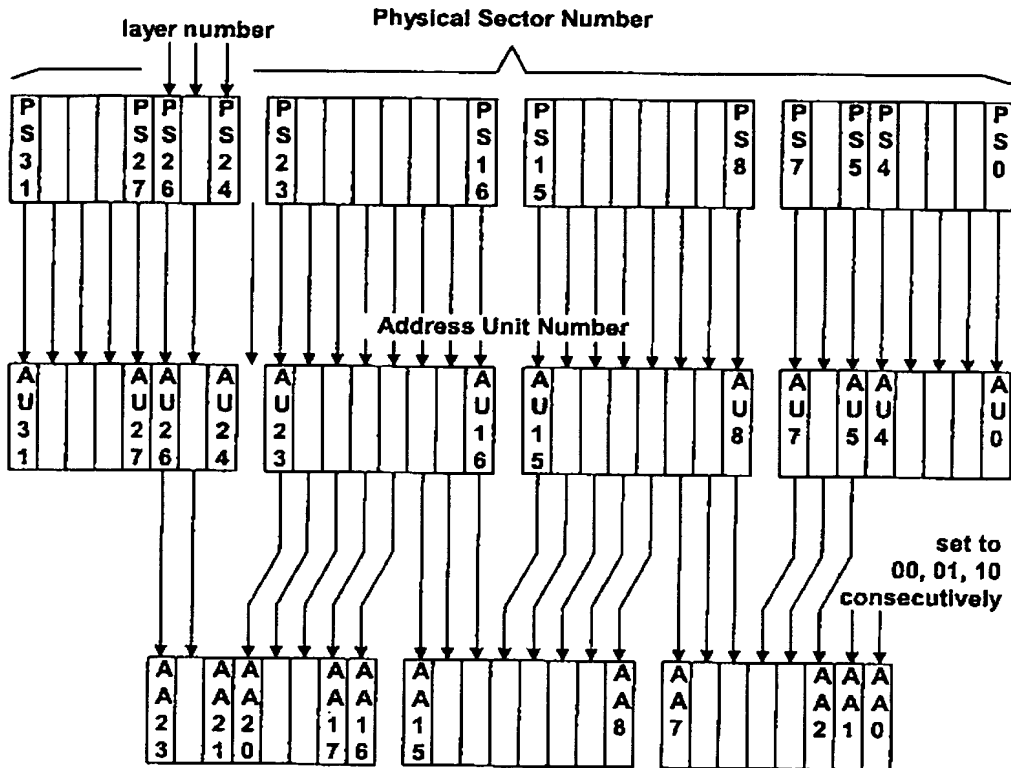 Physical Sector Number
layer number
PS31 PS27 PS26 PS24 PS23 PS16 PS15 PS8 PS7 PS5 PS4 PS0
Address Unit Number
AU31 AU27 AU26 AU24 AU23 AU16 AU15 AU8 AU7 AU5 AU4 AU0
set to
00, 01, 10
consecutively
AA23 AA21 AA20 AA17 AA16 AA15 AA8 AA7 AA2 AA1 AA0